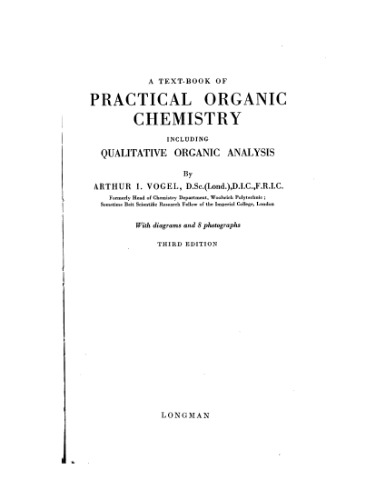 A TEXT-BOOK OF
PRACTICAL ORGANIC
CHEMISTRY
INCLUDING
QUALITATIVE ORGANIC ANALYSIS
By
ARTHUR I. VOGEL, D.Sc.(Lond.),D.I.C.,F.R.I.C.
Formerly Head of Chemistry Department, Woolwich Polytechnic;
Sometime Beit Scientific Research Fellow of the Imperial College, London
With diagrams and 8 photographs
THIRD EDITION
LONGMAN